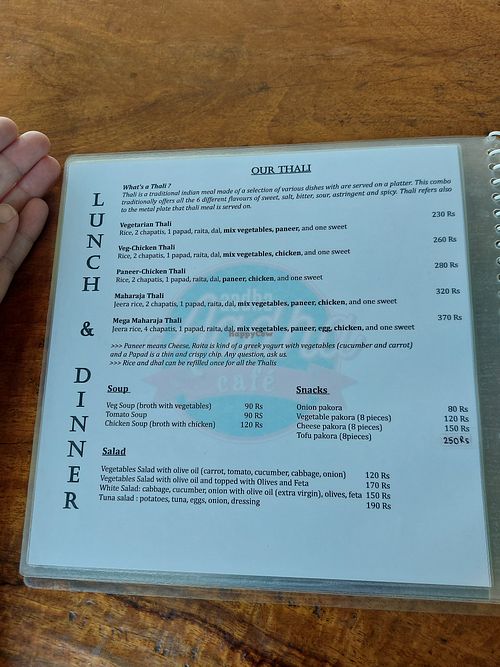 OUR THALI
LUNCH & DINNER
What's a Thali ?
Thali is a traditional indian meal made of a selection of various dishes with are served on a platter. This combo
traditionally offers all the 6 different flavours of sweet, salt, bitter, sour, astringent and spicy. Thali refers also
to the metal plate that thali meal is served on.
Vegetarian Thali 230 Rs
Rice, 2 chapatis, 1 papad, raita, dal, mix vegetables, paneer, and one sweet
Veg-Chicken Thali 260 Rs
Rice, 2 chapatis, 1 papad, raita, dal, mix vegetables, chicken, and one sweet
Paneer-Chicken Thali 280 Rs
Rice, 2 chapatis, 1 papad, raita, dal, paneer, chicken, and one sweet
Maharaja Thali 320 Rs
Jeera rice, 2 chapatis, 1 papad, raita, dal, mix vegetables, paneer, chicken, and one sweet
Mega Maharaja Thali 370 Rs
Jeera rice, 4 chapatis, 1 papad, raita, dal, mix vegetables, paneer, egg, chicken, and one sweet
>>> Paneer means Cheese, Raita is kind of a greek yogurt with vegetables (cucumber and carrot)
and a Papad is a thin and crispy chip. Any question, ask us.
>>> Rice and dhal can be refilled once for all the Thalis
HappyCow
cafe
Soup
Veg Soup (broth with vegetables) 90 Rs
Tomato Soup 90 Rs
Chicken Soup (broth with chicken) 120 Rs
Snacks
Onion pakora 80 Rs
Vegetable pakora (8 pieces) 120 Rs
Cheese pakora (8 pieces) 150 Rs
Tofu pakora (8pieces) 250Rs
Salad
Vegetables Salad with olive oil (carrot, tomato, cucumber, cabbage, onion) 120 Rs
Vegetables Salad with olive oil and topped with Olives and Feta 170 Rs
White Salad: cabbage, cucumber, onion with olive oil (extra virgin), olives, feta 150 Rs
Tuna salad : potatoes, tuna, eggs, onion, dressing 190 Rs